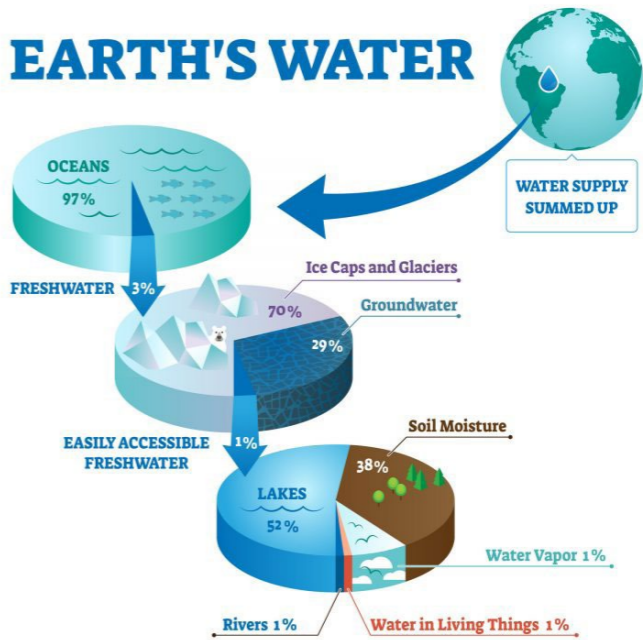 EARTH'S WATER
WATER SUPPLY
SUMMED UP
OCEANS
97%
FRESHWATER
3%
Ice Caps and Glaciers
70%
Groundwater
29%
EASILY ACCESSIBLE
FRESHWATER
1%
Soil Moisture
38%
LAKES
52%
Water Vapor 1%
Rivers 1%
Water in Living Things 1%